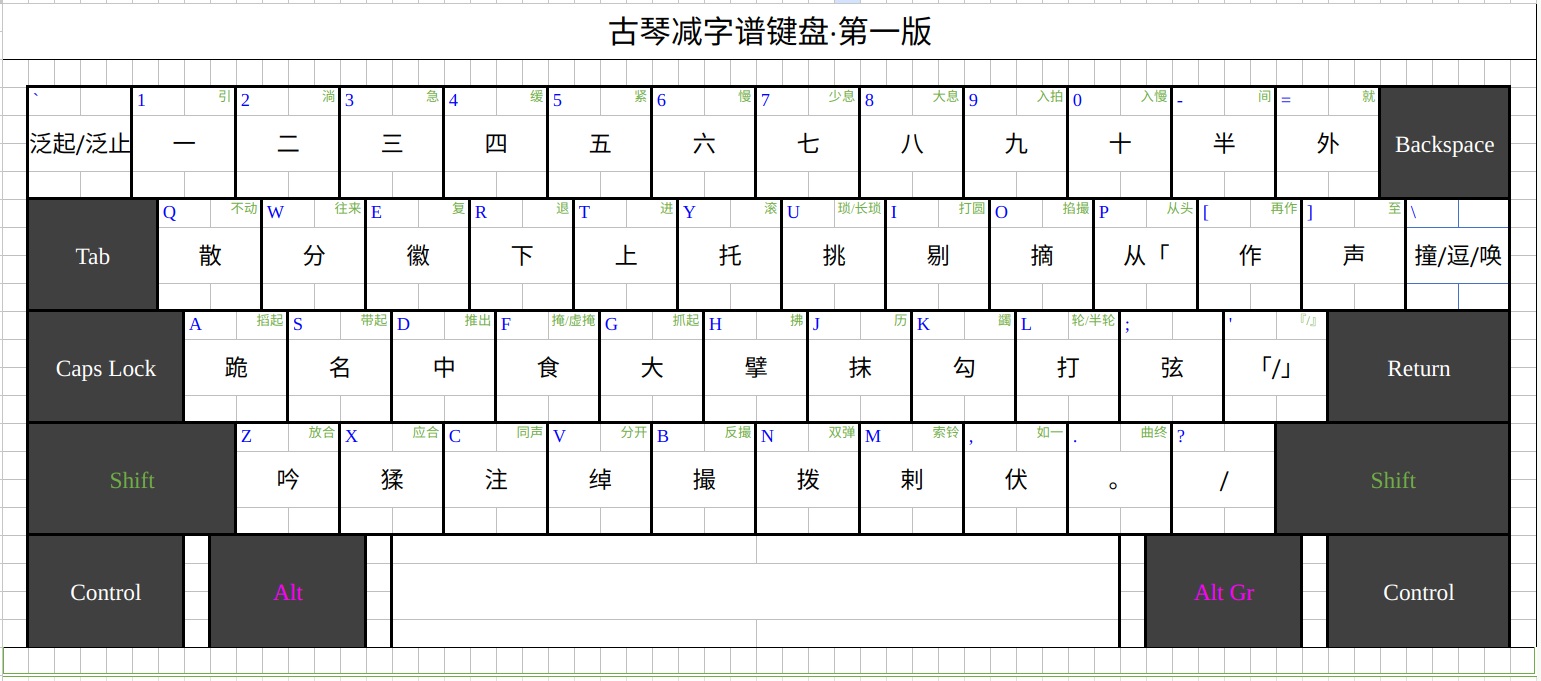 古琴减字谱键盘·第一版
` 1 引 2 淌 3 急 4 缓 5 紧 6 慢 7 少息 8 大息 9 入拍 0 入慢 - 间 = 就
泛起/泛止 一 二 三 四 五 六 七 八 九 十 半 外 Backspace
Q 不动 W 往来 E 复 R 退 T 进 Y 滚 U 琐/长琐 I 打圆 O 掐撮 P 从头 [ 再作 ] 至 \
Tab 散 分 徽 下 上 托 挑 剔 摘 从「 作 声 撞/逗/唤
A 搯起 S 带起 D 推出 F 掩/虚掩 G 抓起 H 拂 J 历 K 蠲 L 轮/半轮 ; ' 『/』
Caps Lock 跪 名 中 食 大 擘 抹 勾 打 弦 「/」 Return
Z 放合 X 应合 C 同声 V 分开 B 反撮 N 双弹 M 索铃 , 如一 . 曲终 ?
Shift 吟 猱 注 绰 撮 拨 剌 伏 。 / Shift
Control Alt Alt Gr Control